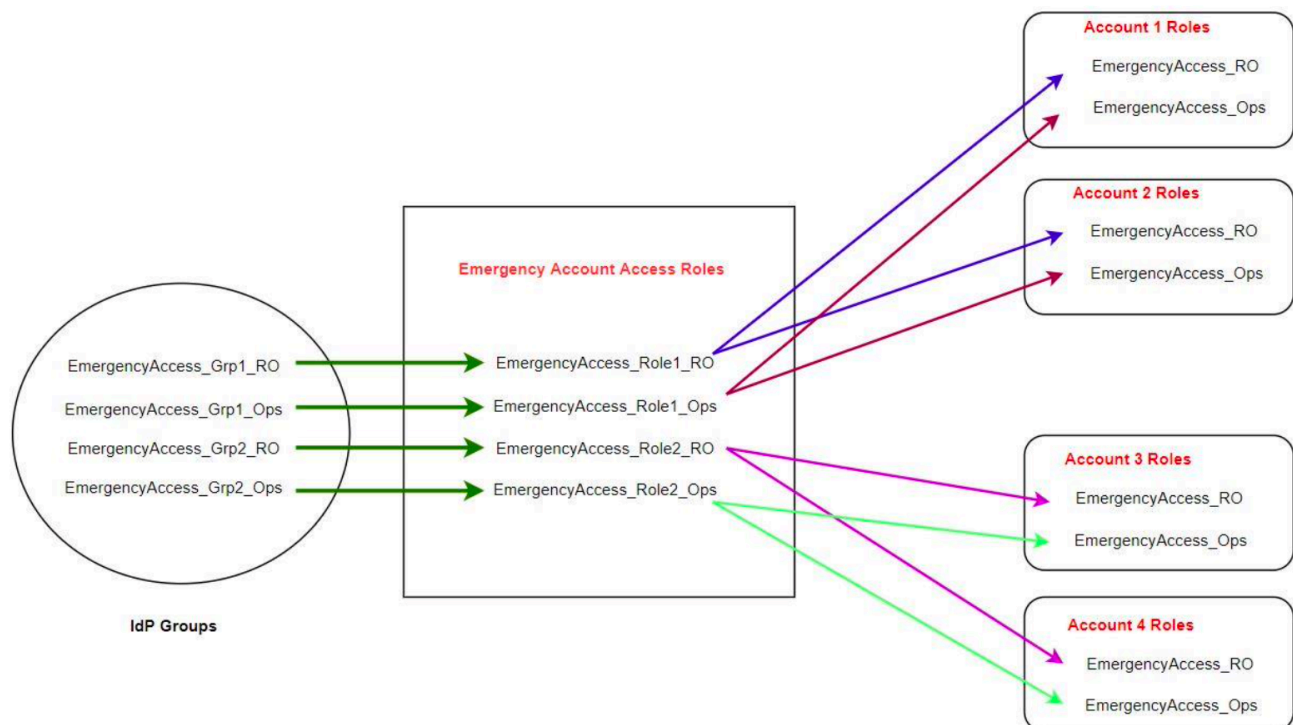 Account 1 Roles
EmergencyAccess_RO
EmergencyAccess_Ops
Account 2 Roles
EmergencyAccess_RO
EmergencyAccess_Ops
Emergency Account Access Roles
EmergencyAccess_Grp1_RO
EmergencyAccess_Grp1_Ops
EmergencyAccess_Grp2_RO
EmergencyAccess_Grp2_Ops
IdP Groups
EmergencyAccess_Role1_RO
EmergencyAccess_Role1_Ops
EmergencyAccess_Role2_RO
EmergencyAccess_Role2_Ops
Account 3 Roles
EmergencyAccess_RO
EmergencyAccess_Ops
Account 4 Roles
EmergencyAccess_RO
EmergencyAccess_Ops